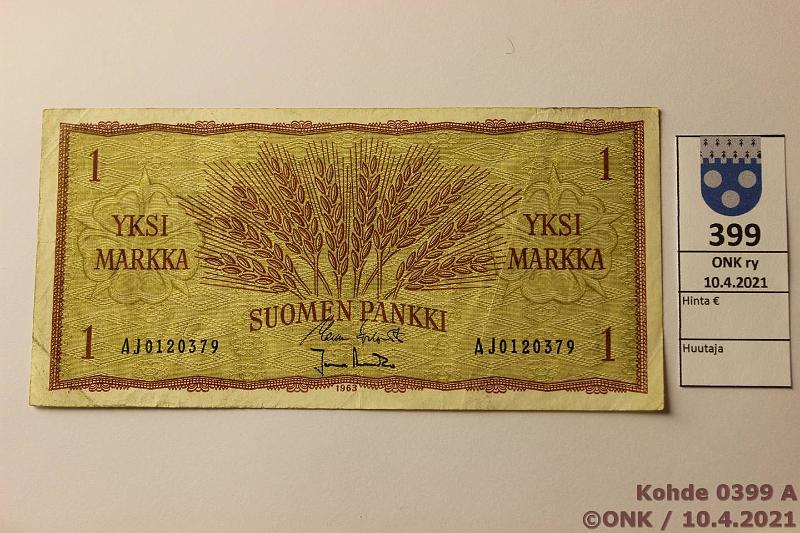 1
1
YKSI
MARKKA
YKSI
MARKKA
SUOMEN PANKKI
1
AJ0120379
AJ0120379
1
1963
399
ONK ry
10.4.2021
Hinta €
Huutaja
Kohde 0399 A
©ONK / 10.4.2021